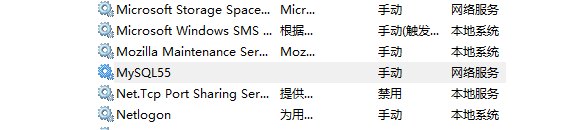 Microsoft Storage Space... Micr... 手动 网络服务
Microsoft Windows SMS ... 根据... 手动(触发... 本地系统
Mozilla Maintenance Ser... Moz... 手动 本地系统
MySQL55 手动 网络服务
Net.Tcp Port Sharing Ser... 提供... 禁用 本地服务
Netlogon 为用... 手动 本地系统